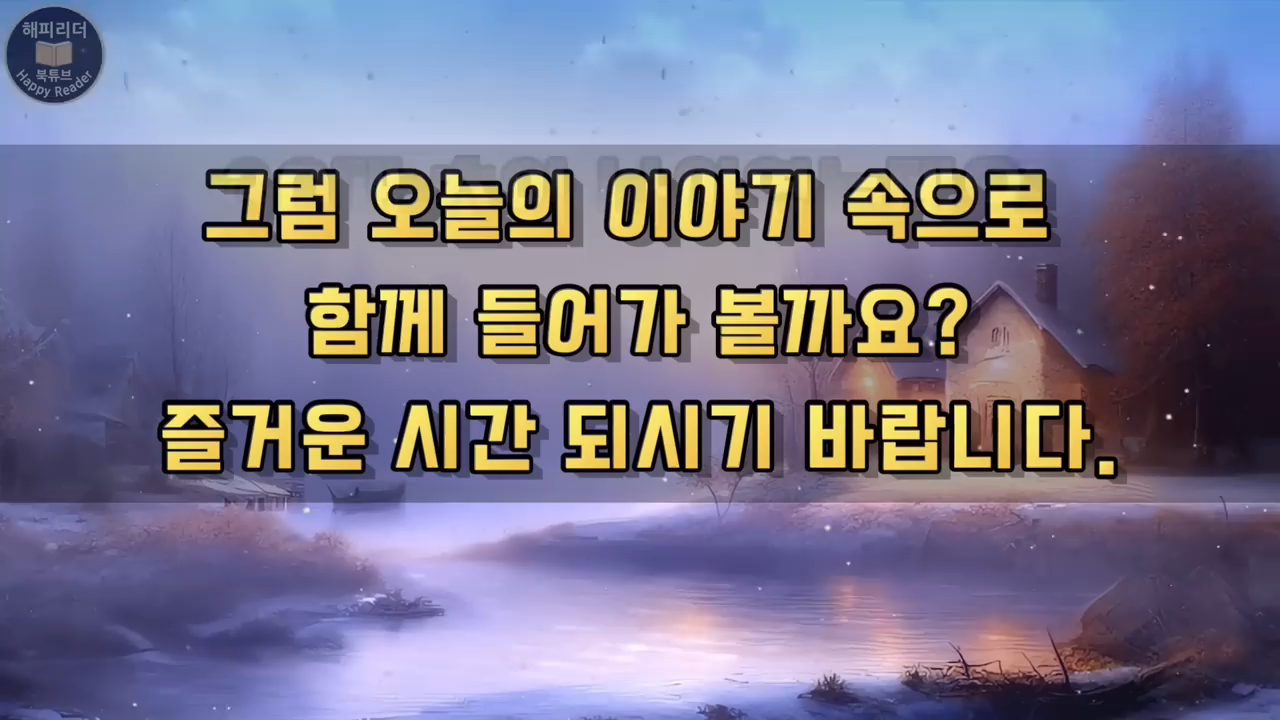 해피리더
북튜브
Happy Reader
그럼 오늘의 이야기 속으로
함께 들어가 볼까요?
즐거운 시간 되시기 바랍니다.